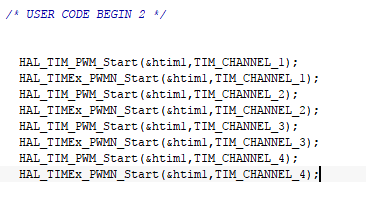 /* USER CODE BEGIN 2 */
HAL_TIM_PWM_Start(&htim1,TIM_CHANNEL_1);
HAL_TIMEx_PWMN_Start(&htim1,TIM_CHANNEL_1);
HAL_TIM_PWM_Start(&htim1,TIM_CHANNEL_2);
HAL_TIMEx_PWMN_Start(&htim1,TIM_CHANNEL_2);
HAL_TIM_PWM_Start(&htim1,TIM_CHANNEL_3);
HAL_TIMEx_PWMN_Start(&htim1,TIM_CHANNEL_3);
HAL_TIM_PWM_Start(&htim1,TIM_CHANNEL_4);
HAL_TIMEx_PWMN_Start(&htim1,TIM_CHANNEL_4);